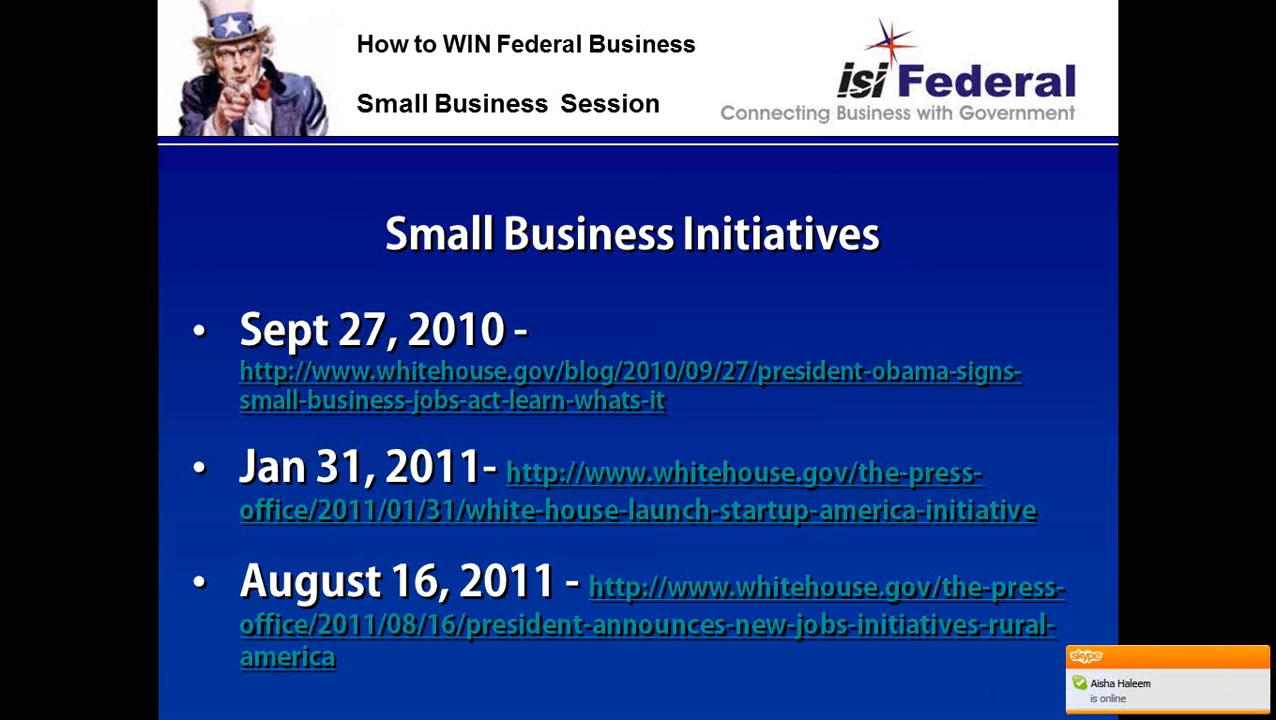 How to WIN Federal Business
Small Business Session
isi Federal
Connecting Business with Government
Small Business Initiatives
• Sept 27, 2010 -
http://www.whitehouse.gov/blog/2010/09/27/president-obama-signs-
small-business-jobs-act-learn-whats-it
• Jan 31, 2011- http://www.whitehouse.gov/the-press-
office/2011/01/31/white-house-launch-startup-america-initiative
• August 16, 2011 - http://www.whitehouse.gov/the-press-
office/2011/08/16/president-announces-new-jobs-initiatives-rural-
america
skype
Aisha Haleem
is online